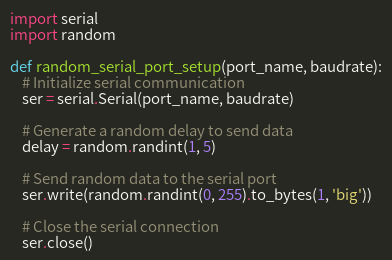 import serial
import random

def random_serial_port_setup(port_name, baudrate):
    # Initialize serial communication
    ser = serial.Serial(port_name, baudrate)

    # Generate a random delay to send data
    delay = random.randint(1, 5)

    # Send random data to the serial port
    ser.write(random.randint(0, 255).to_bytes(1, 'big'))

    # Close the serial connection
    ser.close()